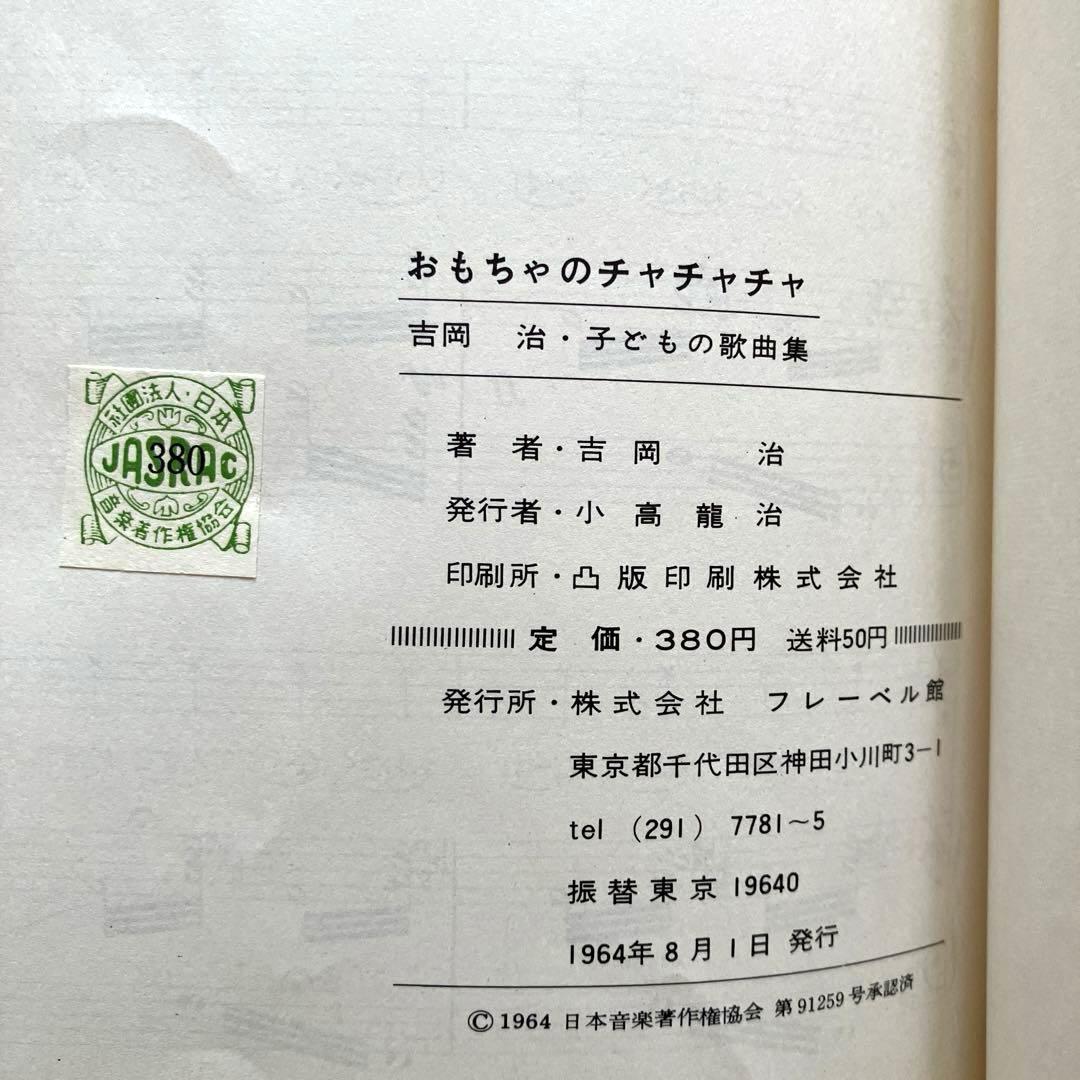 おもちゃのチャチャチャ
吉岡 治・子どもの歌曲集
社團法人・日本
JASRAC
380
音楽著作権協会
著 者・吉岡 治
発行者・小高龍治
印刷所・凸版印刷株式会社
定 価・380円 送料50円
発行所・株式会社 フレーベル館
東京都千代田区神田小川町3-1
tel (291) 7781〜5
振替東京19640
1964年8月1日 発行
©1964 日本音楽著作権協会 第91259号承認済